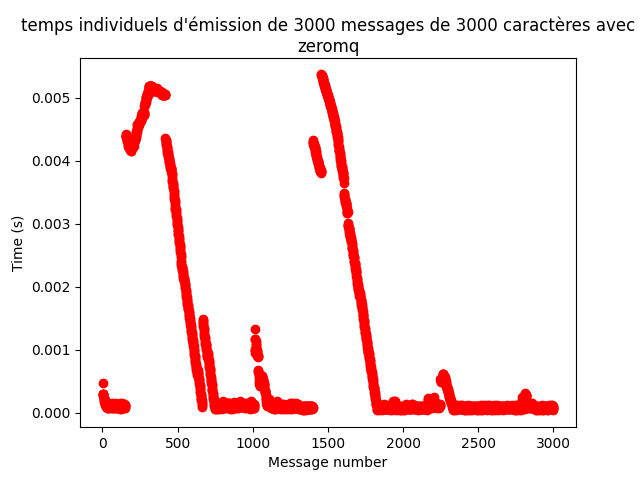 temps individuels d'émission de 3000 messages de 3000 caractères avec
zeromq
0.005
0.004
0.003
0.002
0.001
0.000
Time (s)
0 500 1000 1500 2000 2500 3000
Message number